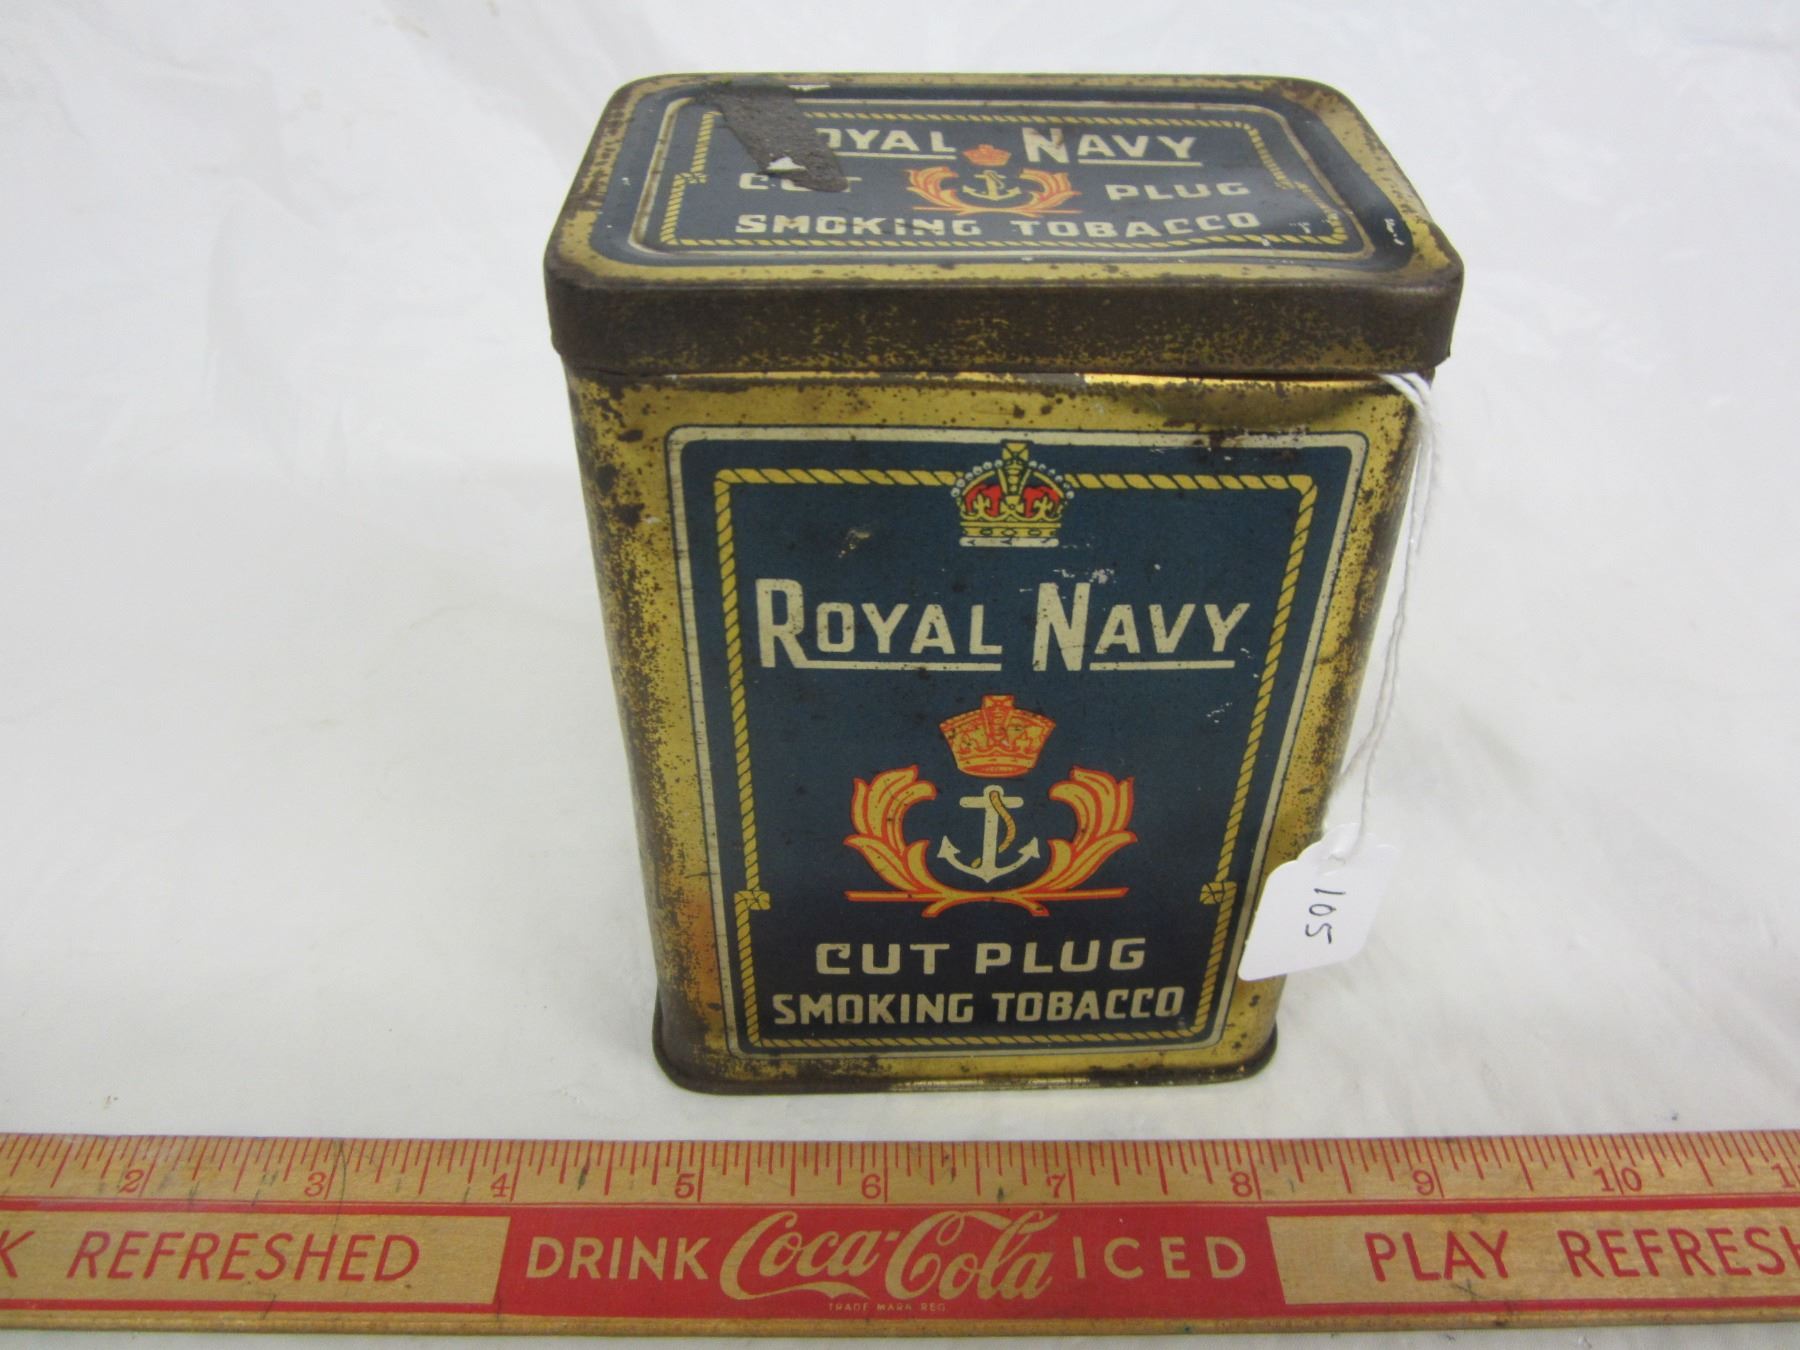 OYAL NAVY
CUT PLUG
SMOKING TOBACCO
ROYAL NAVY
CUT PLUG
SMOKING TOBACCO
105
2 3 4 5 6 7 8 9 10
K REFRESHED DRINK Coca-Cola ICED PLAY REFRESH
TRADE MARK REG